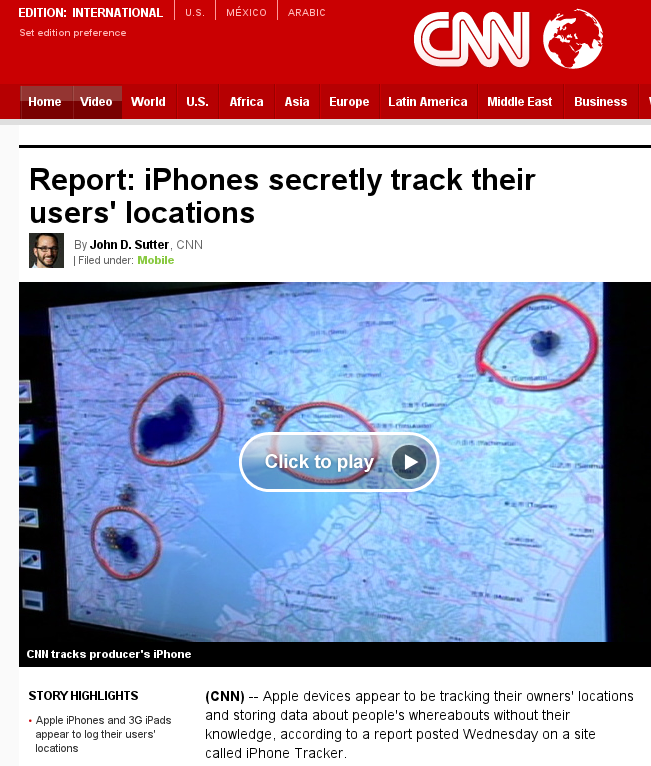 EDITION: INTERNATIONAL U.S. MÉXICO ARABIC
Set edition preference
CNN
Home Video World U.S. Africa Asia Europe Latin America Middle East Business
Report: iPhones secretly track their
users' locations
By John D. Sutter, CNN
| Filed under: Mobile
Click to play
CNN tracks producer's iPhone
STORY HIGHLIGHTS
• Apple iPhones and 3G iPads
appear to log their users'
locations
(CNN) -- Apple devices appear to be tracking their owners' locations
and storing data about people's whereabouts without their
knowledge, according to a report posted Wednesday on a site
called iPhone Tracker.